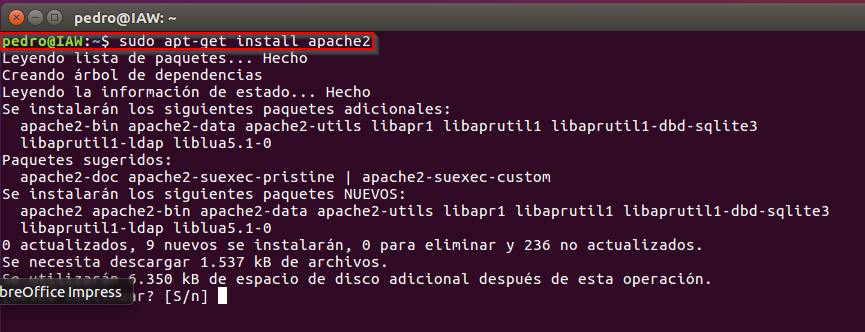 pedro@IAW: ~
pedro@IAW:~$ sudo apt-get install apache2
Leyendo lista de paquetes... Hecho
Creando árbol de dependencias
Leyendo la información de estado... Hecho
Se instalarán los siguientes paquetes adicionales:
  apache2-bin apache2-data apache2-utils libapr1 libaprutil1 libaprutil1-dbd-sqlite3
  libaprutil1-ldap liblua5.1-0
Paquetes sugeridos:
  apache2-doc apache2-suexec-pristine | apache2-suexec-custom
Se instalarán los siguientes paquetes NUEVOS:
  apache2 apache2-bin apache2-data apache2-utils libapr1 libaprutil1 libaprutil1-dbd-sqlite3
  libaprutil1-ldap liblua5.1-0
0 actualizados, 9 nuevos se instalarán, 0 para eliminar y 236 no actualizados.
Se necesita descargar 1.537 kB de archivos.
Se utilizarán 6.350 kB de espacio de disco adicional después de esta operación.
breOffice Impress ar? [S/n]